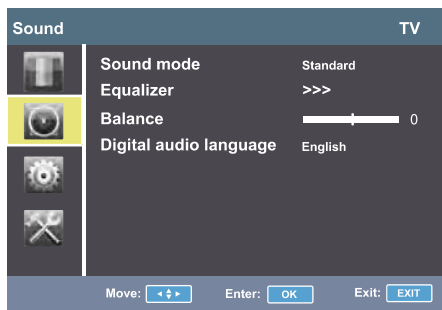 Sound TV
Sound mode Standard
Equalizer >>>
Balance 0
Digital audio language English
Move: Enter: OK Exit: EXIT